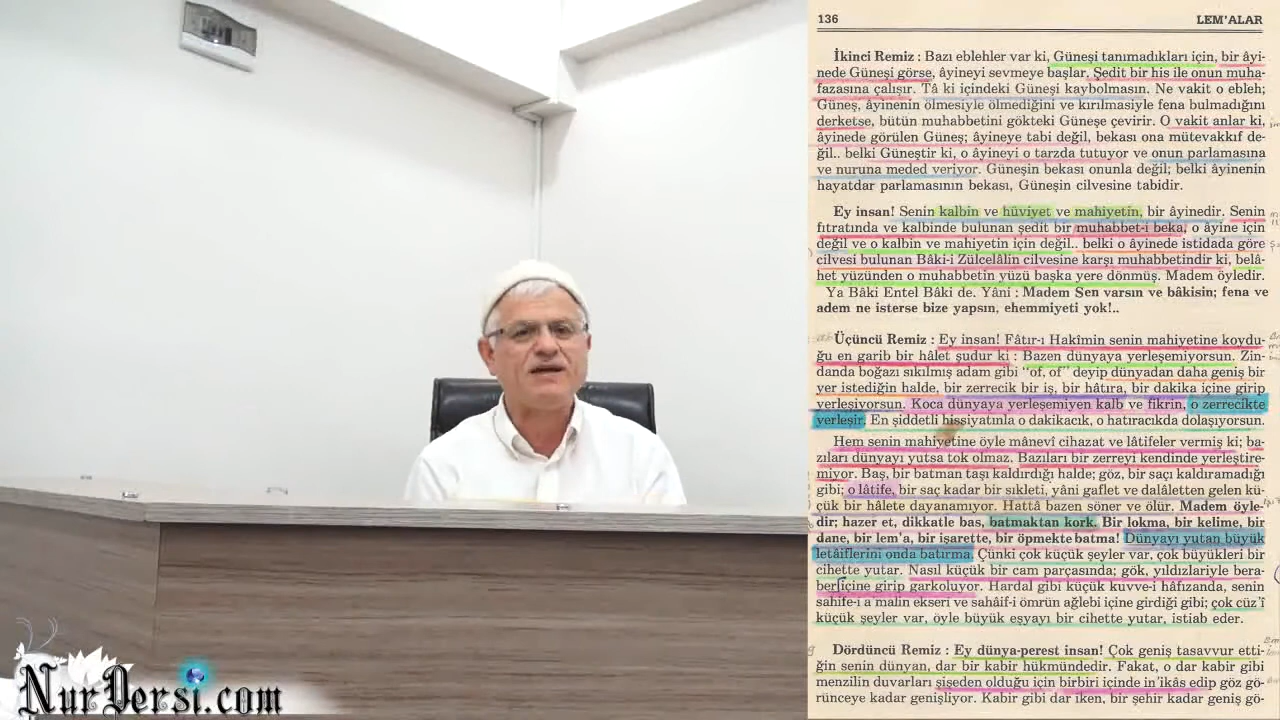 136
LEM'ALAR
İkinci Remiz : Bazı eblehler var ki, Güneşi tanımadıkları için, bir âyi-
nede Güneşi görse, âyineyi sevmeye başlar. Şedit bir his ile onun muha-
fazasına çalışır. Tâ ki içindeki Güneşi kaybolmasın. Ne vakit o ebleh;
Güneş, âyinenin ölmesiyle ölmediğini ve kırılmasiyle fena bulmadığını
derketse, bütün muhabbetini gökteki Güneşe çevirir. O vakit anlar ki,
âyinede görülen Güneş; âyineye tabi değil, bekası ona mütevakkıf de-
ğil.. belki Güneştir ki, o âyineyi o tarzda tutuyor ve onun parlamasına
ve nuruna meded veriyor. Güneşin bekası onunla değil; belki âyinenin
hayatdar parlamasının bekası, Güneşin cilvesine tabidir.
Ey insan! Senin kalbin ve hüviyet ve mahiyetin, bir âyinedir. Senin
fıtratında ve kalbinde bulunan şedit bir muhabbet-i beka, o âyine için
değil ve o kalbin ve mahiyetin için değil.. belki o âyinede istidada göre
cilvesi bulunan Bâki-i Zülcelâlin cilvesine karşı muhabbetindir ki, belâ-
het yüzünden o muhabbetin yüzü başka yere dönmüş. Madem öyledir.
Ya Bâki Entel Bâki de. Yâni : Madem Sen varsın ve bâkisin; fena ve
adem ne isterse bize yapsın, ehemmiyeti yok!..
Üçüncü Remiz : Ey insan! Fâtır-ı Hakîmin senin mahiyetine koydu-
ğu en garib bir hâlet şudur ki : Bazen dünyaya yerleşemiyorsun. Zin-
danda boğazı sıkılmış adam gibi "of, of" deyip dünyadan daha geniş bir
yer istediğin halde, bir zerrecik bir iş, bir hâtıra, bir dakika içine girip
yerleşiyorsun. Koca dünyaya yerleşemiyen kalb ve fikrin, o zerrecikte
yerleşir. En şiddetli hissiyatınla o dakikacık, o hatıracıkda dolaşıyorsun.
Hem senin mahiyetine öyle mânevî cihazat ve lâtifeler vermiş ki; ba-
zıları dünyayı yutsa tok olmaz. Bazıları bir zerreyi kendinde yerleştire-
miyor. Baş, bir batman taşı kaldırdığı halde; göz, bir saçı kaldıramadığı
gibi; o lâtife, bir saç kadar bir sıkleti, yâni gaflet ve dalâletten gelen kü-
çük bir hâlete dayanamıyor. Hattâ bazen söner ve ölür. Madem öyle-
dir; hazer et, dikkatle bas, batmaktan kork. Bir lokma, bir kelime, bir
dane, bir lem'a, bir işarette, bir öpmekte batma! Dünyayı yutan büyük
letâiflerini onda batırma. Çünki çok küçük şeyler var, çok büyükleri bir
cihette yutar. Nasıl küçük bir cam parçasında; gök, yıldızlariyle bera-
ber içine girip garkoluyor. Hardal gibi küçük kuvve-i hâfızanda, senin
sahife-i a'malin ekseri ve sahâif-i ömrün ağlebi içine girdiği gibi; çok cüz'î
küçük şeyler var, öyle büyük eşyayı bir cihette yutar, istiab eder.
Dördüncü Remiz : Ey dünya-perest insan! Çok geniş tasavvur etti-
ğin senin dünyan, dar bir kabir hükmündedir. Fakat, o dar kabir gibi
menzilin duvarları şişeden olduğu için birbiri içinde in'ikâs edip göz gö-
rünceye kadar genişliyor. Kabir gibi dar iken, bir şehir kadar geniş gö-
NurDersi.com